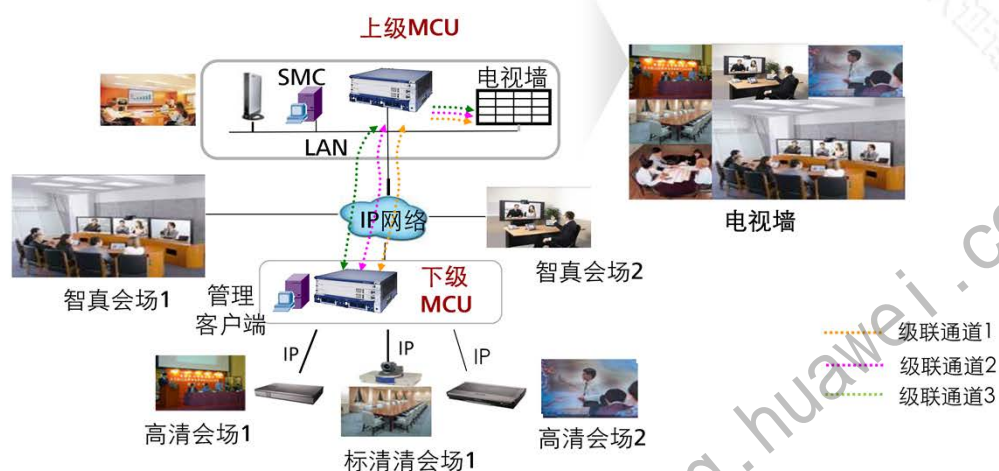 上级MCU
SMC
电视墙
LAN
IP网络
电视墙
智真会场1
智真会场2
管理
客户端
下级
MCU
IP
IP
IP
级联通道1
级联通道2
级联通道3
高清会场1
标清清会场1
高清会场2
g.huawei.co